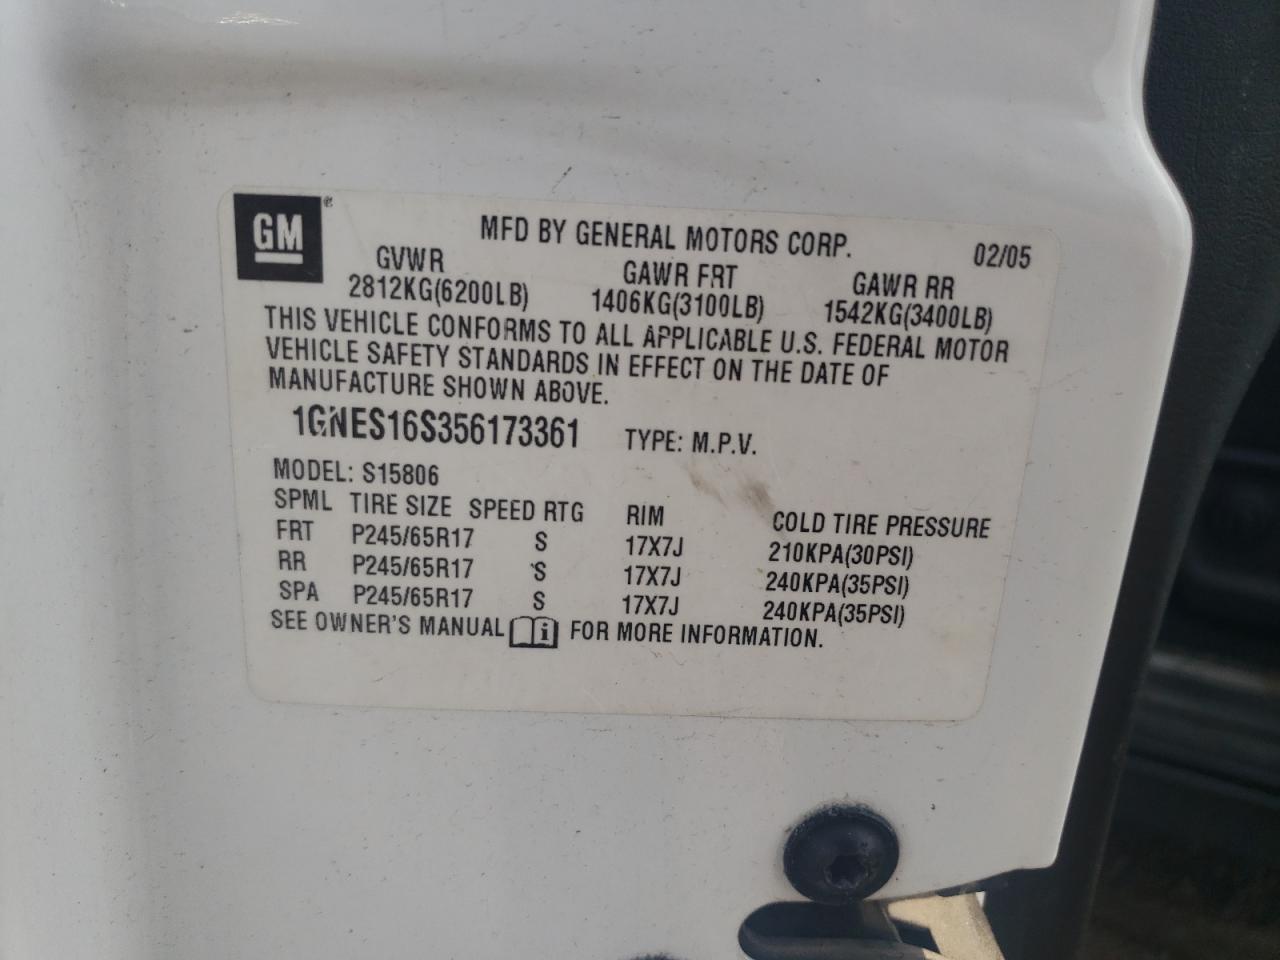 GM®
MFD BY GENERAL MOTORS CORP. 02/05
GVWR GAWR FRT GAWR RR
2812KG(6200LB) 1406KG(3100LB) 1542KG(3400LB)
THIS VEHICLE CONFORMS TO ALL APPLICABLE U.S. FEDERAL MOTOR
VEHICLE SAFETY STANDARDS IN EFFECT ON THE DATE OF
MANUFACTURE SHOWN ABOVE.
1GNES16S356173361 TYPE: M.P.V.
MODEL: S15806
SPML TIRE SIZE SPEED RTG RIM COLD TIRE PRESSURE
FRT P245/65R17 S 17X7J 210KPA(30PSI)
RR P245/65R17 S 17X7J 240KPA(35PSI)
SPA P245/65R17 S 17X7J 240KPA(35PSI)
SEE OWNER'S MANUAL i FOR MORE INFORMATION.